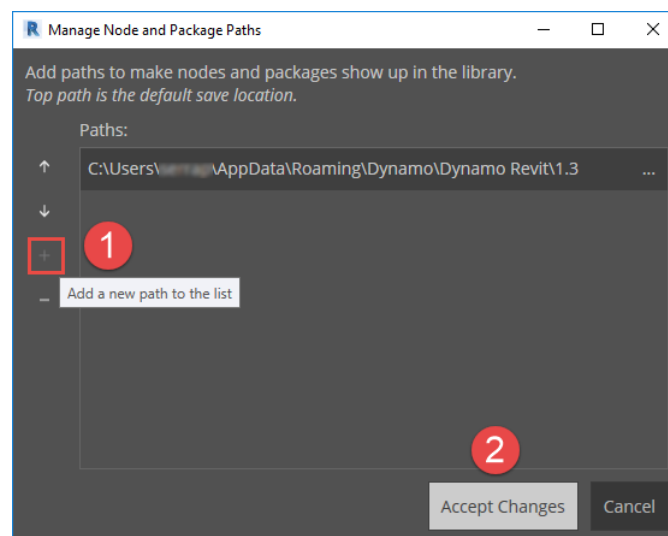 Manage Node and Package Paths
Add paths to make nodes and packages show up in the library.
Top path is the default save location.
Paths:
C:\Users\ \AppData\Roaming\Dynamo\Dynamo Revit\1.3 ...
1
Add a new path to the list
2
Accept Changes Cancel